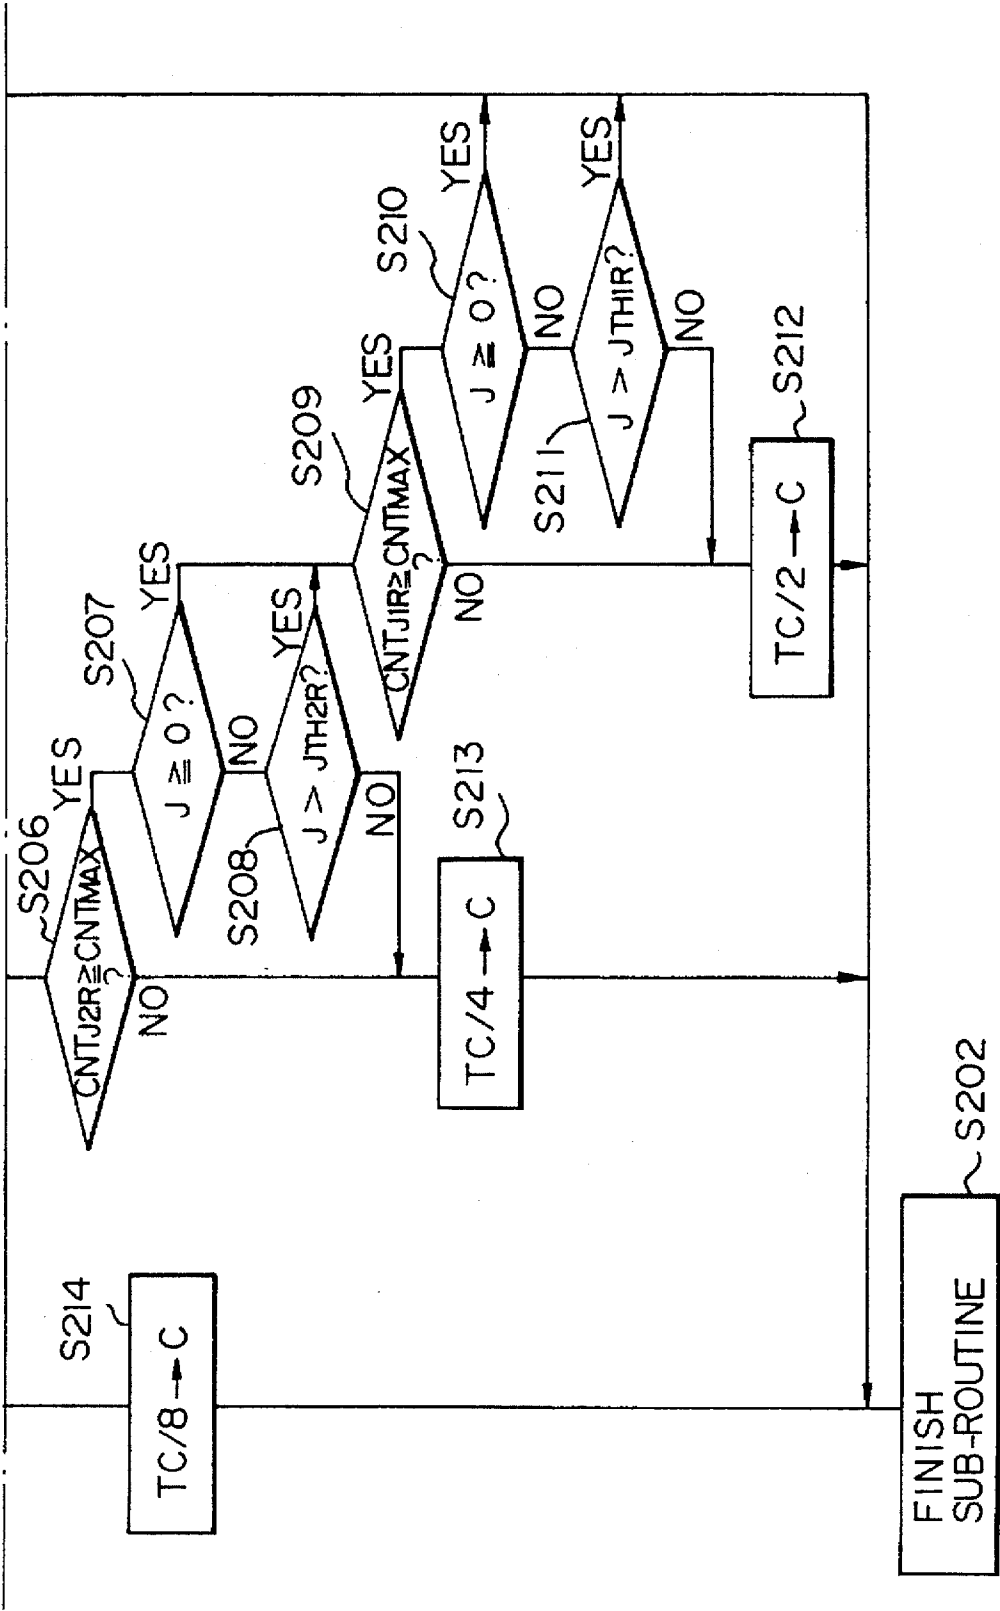 S206
CNTJ2R≧CNTMAX
?
YES
NO
S207
J ≧ 0 ?
YES
NO
S208
J > JTH2R?
YES
NO
S209
CNTJ1R≧CNTMAX
?
YES
NO
S210
J ≧ 0 ?
YES
NO
S211
J > JTH1R?
YES
NO
S212
TC/2 → C
S213
TC/4 → C
S214
TC/8 → C
S202
FINISH
SUB-ROUTINE